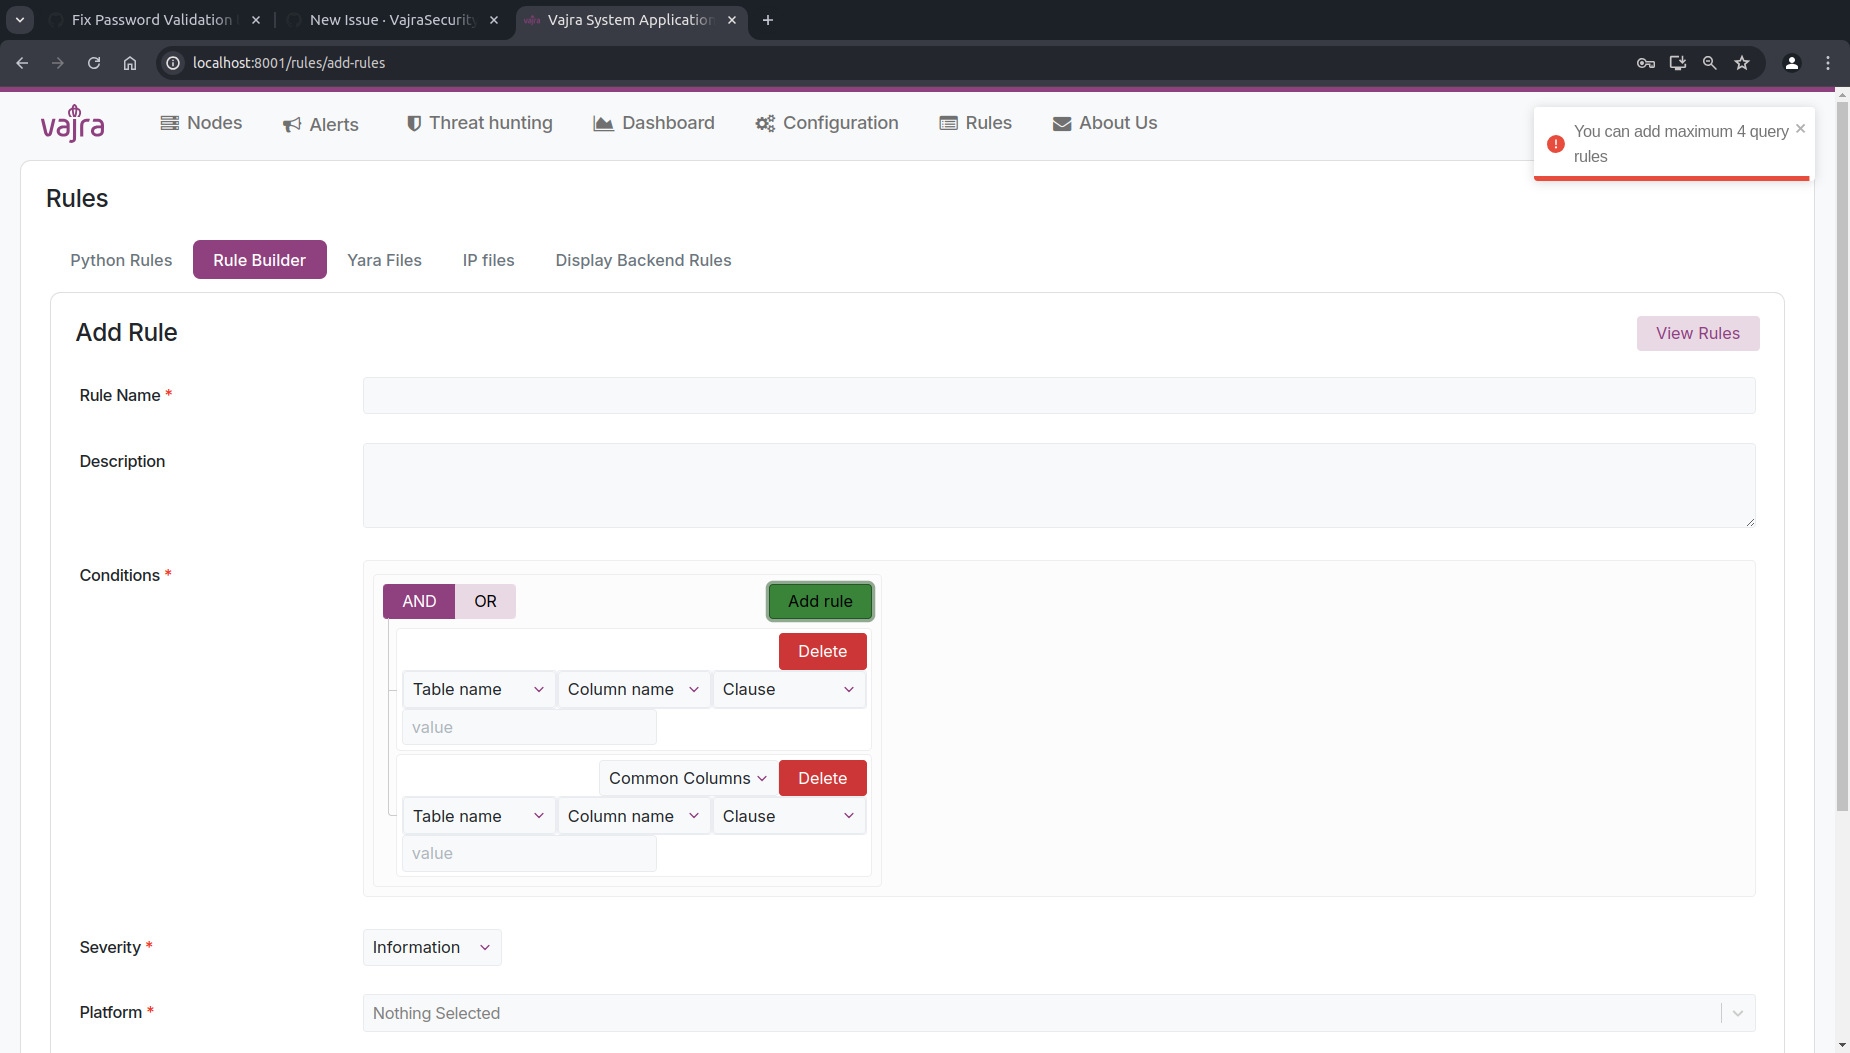 Fix Password Validation
New Issue · VajraSecurity
Vajra System Application
localhost:8001/rules/add-rules
vajra
Nodes
Alerts
Threat hunting
Dashboard
Configuration
Rules
About Us
You can add maximum 4 query
rules
Rules
Python Rules
Rule Builder
Yara Files
IP files
Display Backend Rules
Add Rule
View Rules
Rule Name *
Description
Conditions *
AND
OR
Add rule
Delete
Table name
Column name
Clause
value
Common Columns
Delete
Table name
Column name
Clause
value
Severity *
Information
Platform *
Nothing Selected